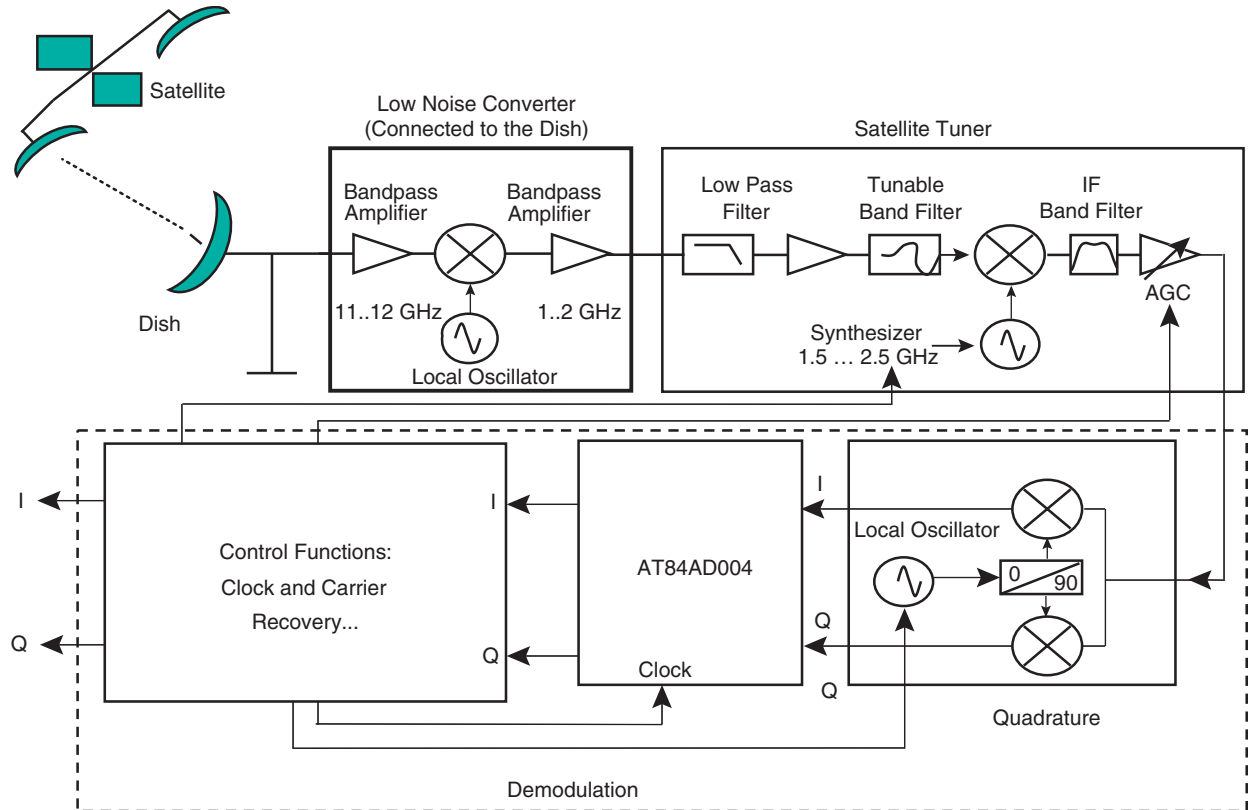 Satellite
Low Noise Converter
(Connected to the Dish)
Satellite Tuner
Bandpass
Amplifier
Bandpass
Amplifier
Low Pass
Filter
Tunable
Band Filter
IF
Band Filter
11..12 GHz
1..2 GHz
AGC
Dish
Synthesizer
1.5 ... 2.5 GHz
Local Oscillator
I
I
I
Control Functions:
Clock and Carrier
Recovery...
AT84AD004
Local Oscillator
0
90
Q
Q
Q
Clock
Q
Quadrature
Demodulation